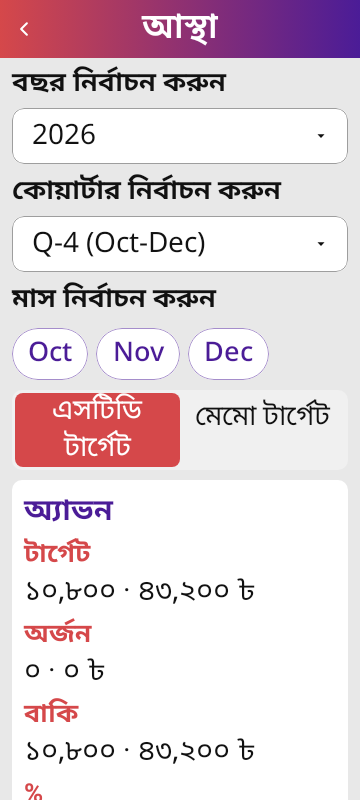 আস্থা
বছর নির্বাচন করুন
2026
কোয়ার্টার নির্বাচন করুন
Q-4 (Oct-Dec)
মাস নির্বাচন করুন
Oct Nov Dec
এসটিডি
টার্গেট
মেমো টার্গেট
অ্যাভন
টার্গেট
১০,৮০০ · ৪৩,২০০ ৳
অর্জন
০ · ০ ৳
বাকি
১০,৮০০ · ৪৩,২০০ ৳
%